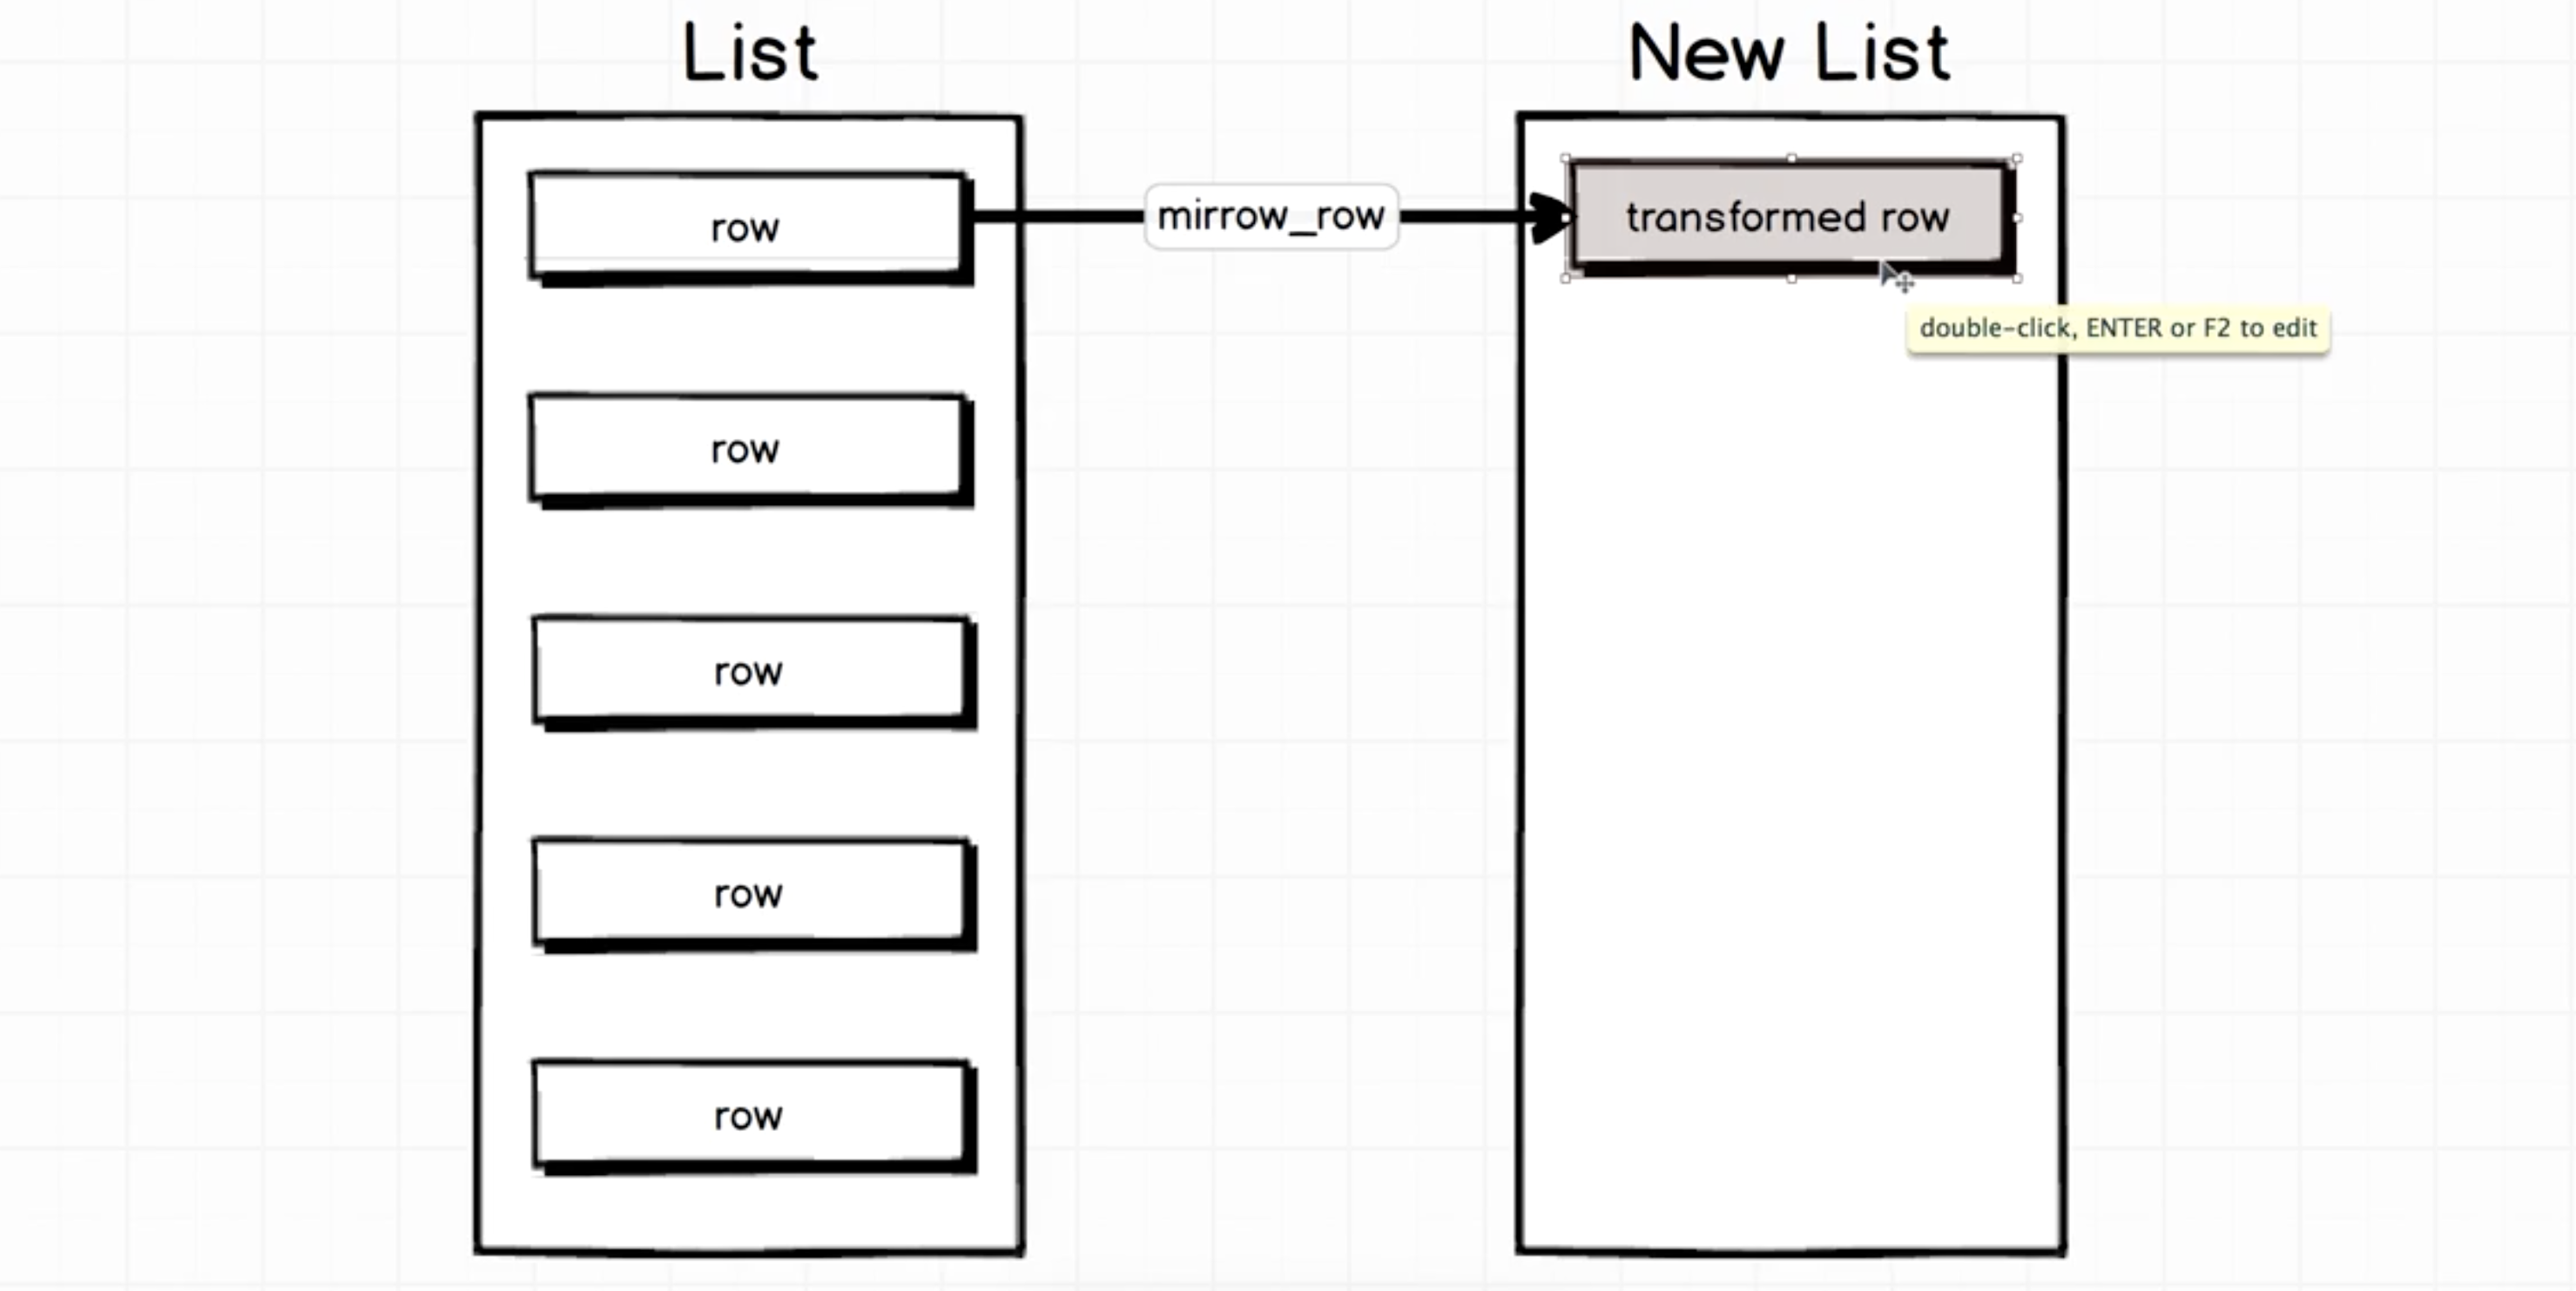 List
New List
row
mirrow_row
transformed row
double-click, ENTER or F2 to edit
row
row
row
row